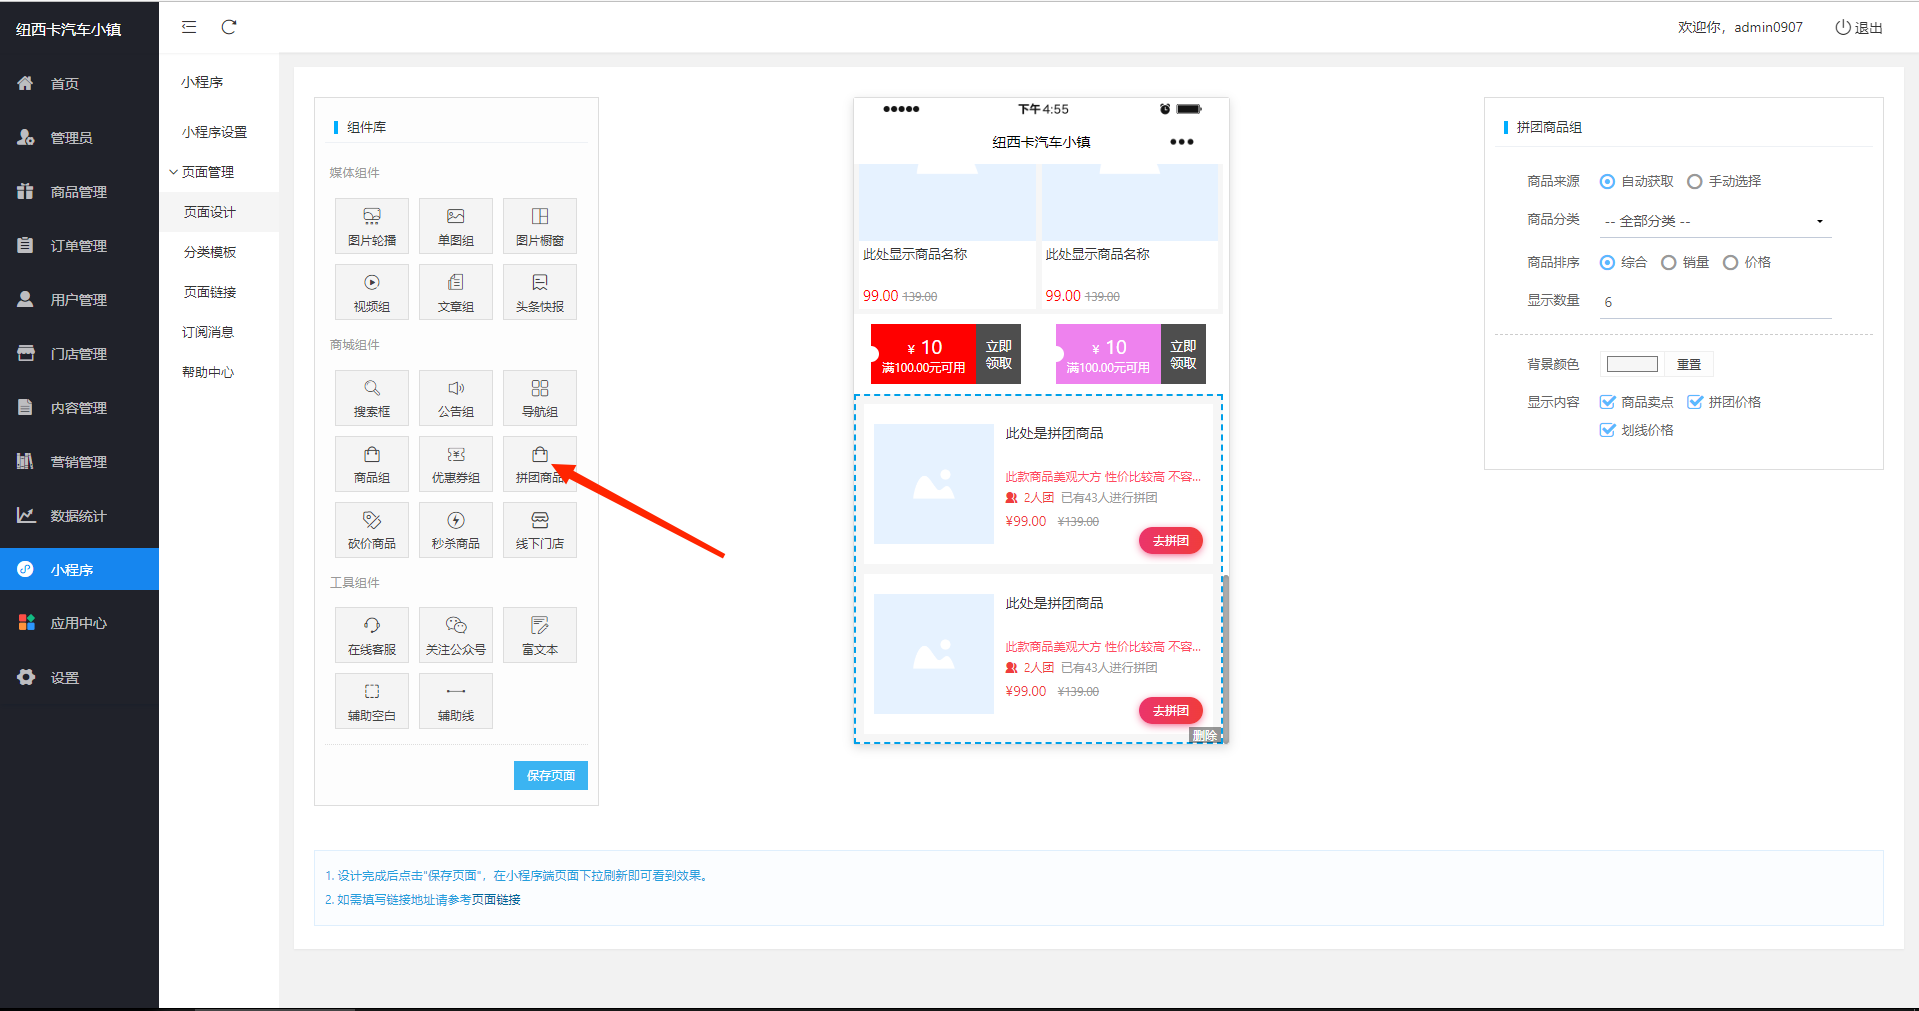 纽西卡汽车小镇
欢迎你，admin0907
退出
首页
管理员
商品管理
订单管理
用户管理
门店管理
内容管理
营销管理
数据统计
小程序
应用中心
设置
小程序
小程序设置
页面管理
页面设计
分类模板
页面链接
订阅消息
帮助中心
组件库
媒体组件
图片轮播 单图组 图片橱窗
视频组 文章组 头条快报
商城组件
搜索框 公告组 导航组
商品组 优惠券组 拼团商品
砍价商品 秒杀商品 线下门店
工具组件
在线客服 关注公众号 富文本
辅助空白 辅助线
保存页面
下午4:55
纽西卡汽车小镇
此处显示商品名称 此处显示商品名称
99.00 139.00 99.00 139.00
¥ 10 立即 ¥ 10 立即
满100.00元可用 领取 满100.00元可用 领取
此处是拼团商品
此款商品美观大方 性价比较高 不容...
2人团 已有43人进行拼团
¥99.00 ¥139.00
去拼团
此处是拼团商品
此款商品美观大方 性价比较高 不容...
2人团 已有43人进行拼团
¥99.00 ¥139.00
去拼团
删除
拼团商品组
商品来源 自动获取 手动选择
商品分类 -- 全部分类 --
商品排序 综合 销量 价格
显示数量 6
背景颜色 重置
显示内容 商品卖点 拼团价格
划线价格
1. 设计完成后点击"保存页面"，在小程序端页面下拉刷新即可看到效果。
2. 如需填写链接地址请参考页面链接